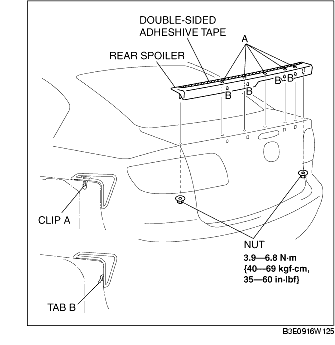 DOUBLE-SIDED
ADHESHIVE TAPE
A
REAR SPOILER
B
B
B
B
CLIP A
NUT
3.9—6.8 N·m
{40—69 kgf-cm,
35—60 in-lbf}
TAB B
B3E0916W125